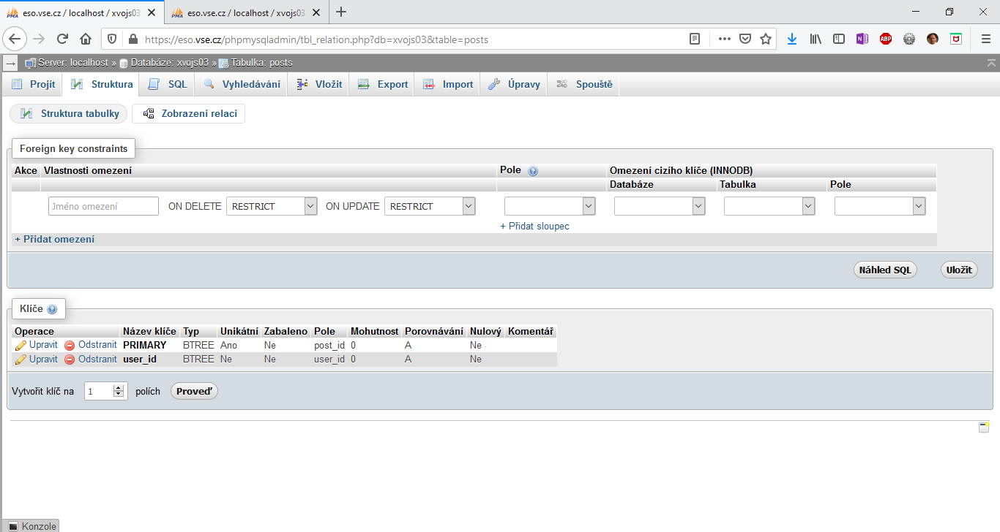 eso.vse.cz / localhost / xvojs03
eso.vse.cz / localhost / xvojs03
https://eso.vse.cz/phpmysqladmin/tbl_relation.php?db=xvojs03&table=posts
Server: localhost » Databáze: xvojs03 » Tabulka: posts
Projít Struktura SQL Vyhledávání Vložit Export Import Úpravy Spouště
Struktura tabulky Zobrazení relací
Foreign key constraints
Akce Vlastnosti omezení Pole Omezení cizího klíče (INNODB)
Databáze Tabulka Pole
Jméno omezení ON DELETE RESTRICT ON UPDATE RESTRICT
+ Přidat sloupec
+ Přidat omezení
Náhled SQL Uložit
Klíče
Operace Název klíče Typ Unikátní Zabaleno Pole Mohutnost Porovnávání Nulový Komentář
Upravit Odstranit PRIMARY BTREE Ano Ne post_id 0 A Ne
Upravit Odstranit user_id BTREE Ne Ne user_id 0 A Ne
Vytvořit klíč na 1 polích Proveď
Konzole